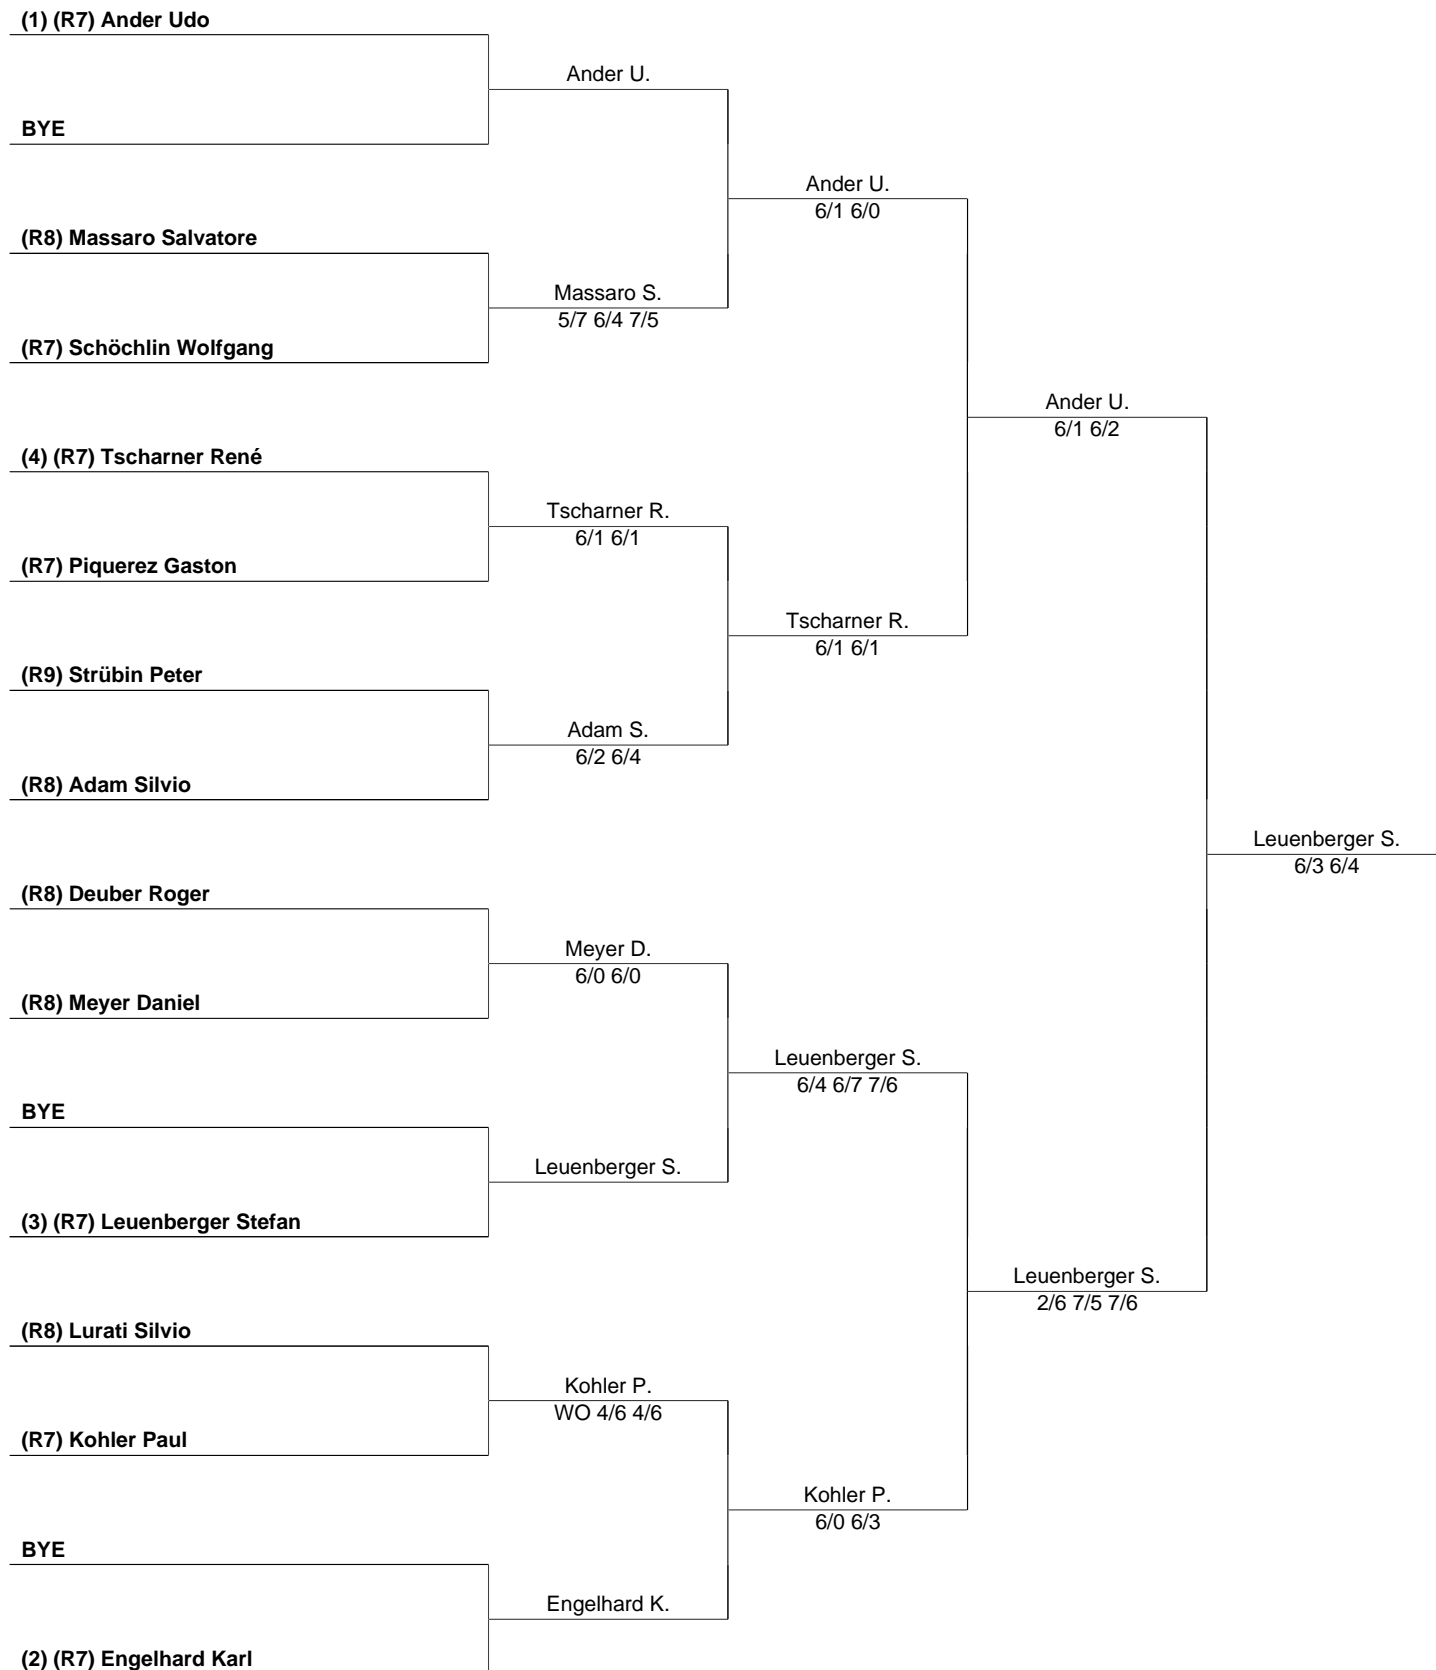 (1) (R7) Ander Udo
Ander U.
BYE
Ander U.
6/1 6/0
(R8) Massaro Salvatore
Massaro S.
5/7 6/4 7/5
(R7) Schöchlin Wolfgang
Ander U.
6/1 6/2
(4) (R7) Tscharner René
Tscharner R.
6/1 6/1
(R7) Piquerez Gaston
Tscharner R.
6/1 6/1
(R9) Strübin Peter
Adam S.
6/2 6/4
(R8) Adam Silvio
Leuenberger S.
6/3 6/4
(R8) Deuber Roger
Meyer D.
6/0 6/0
(R8) Meyer Daniel
Leuenberger S.
6/4 6/7 7/6
BYE
Leuenberger S.
(3) (R7) Leuenberger Stefan
Leuenberger S.
2/6 7/5 7/6
(R8) Lurati Silvio
Kohler P.
WO 4/6 4/6
(R7) Kohler Paul
Kohler P.
6/0 6/3
BYE
Engelhard K.
(2) (R7) Engelhard Karl